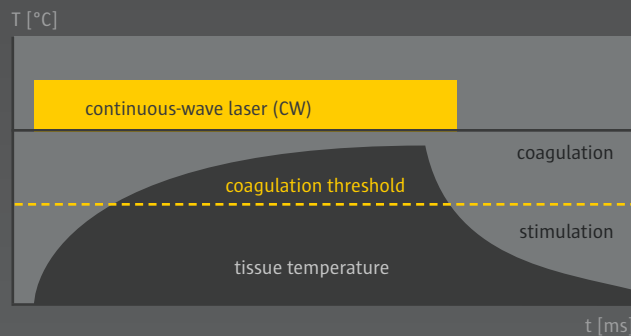 T [°C]
continuous-wave laser (CW)
coagulation
coagulation threshold
stimulation
tissue temperature
t [ms]